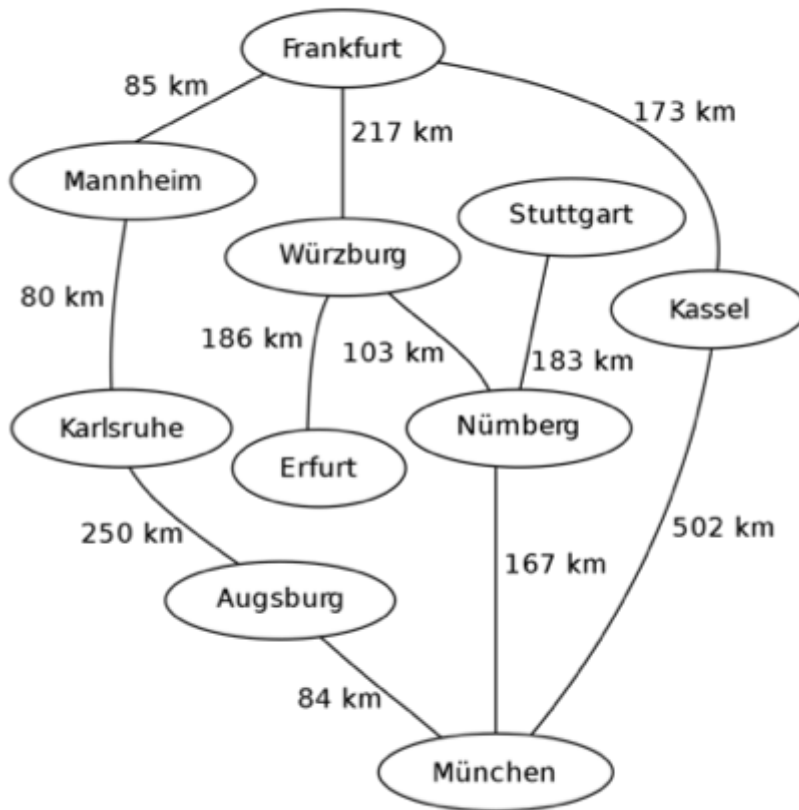 Frankfurt
85 km
217 km
173 km
Mannheim
Stuttgart
Würzburg
80 km
Kassel
186 km
103 km
183 km
Karlsruhe
Nürnberg
Erfurt
250 km
502 km
167 km
Augsburg
84 km
München